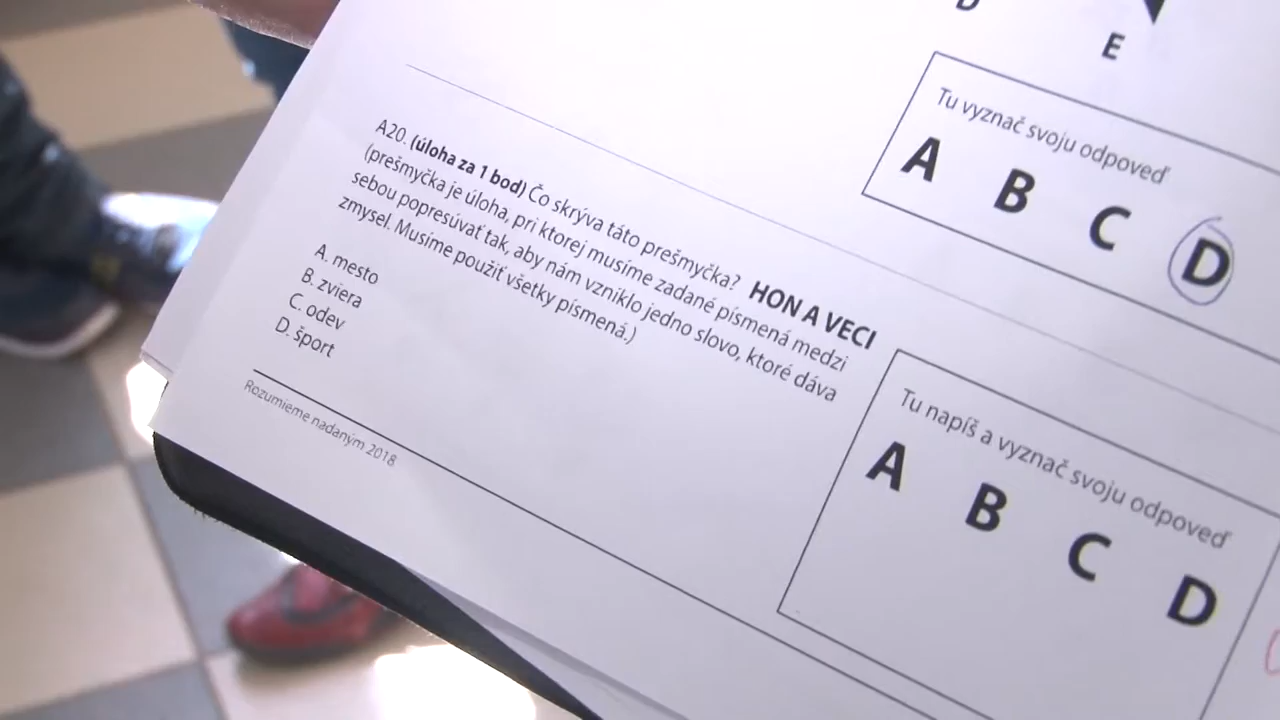 E
Tu vyznač svoju odpoveď
A B C D
A20. (úloha za 1 bod) Čo skrýva táto prešmyčka? HON A VECI
(prešmyčka je úloha, pri ktorej musíme zadané písmená medzi
sebou popresúvať tak, aby nám vzniklo jedno slovo, ktoré dáva
zmysel. Musíme použiť všetky písmená.)
A. mesto
B. zviera
C. odev
D. šport
Tu napíš a vyznač svoju odpoveď
A B C D
Rozumieme nadaným 2018